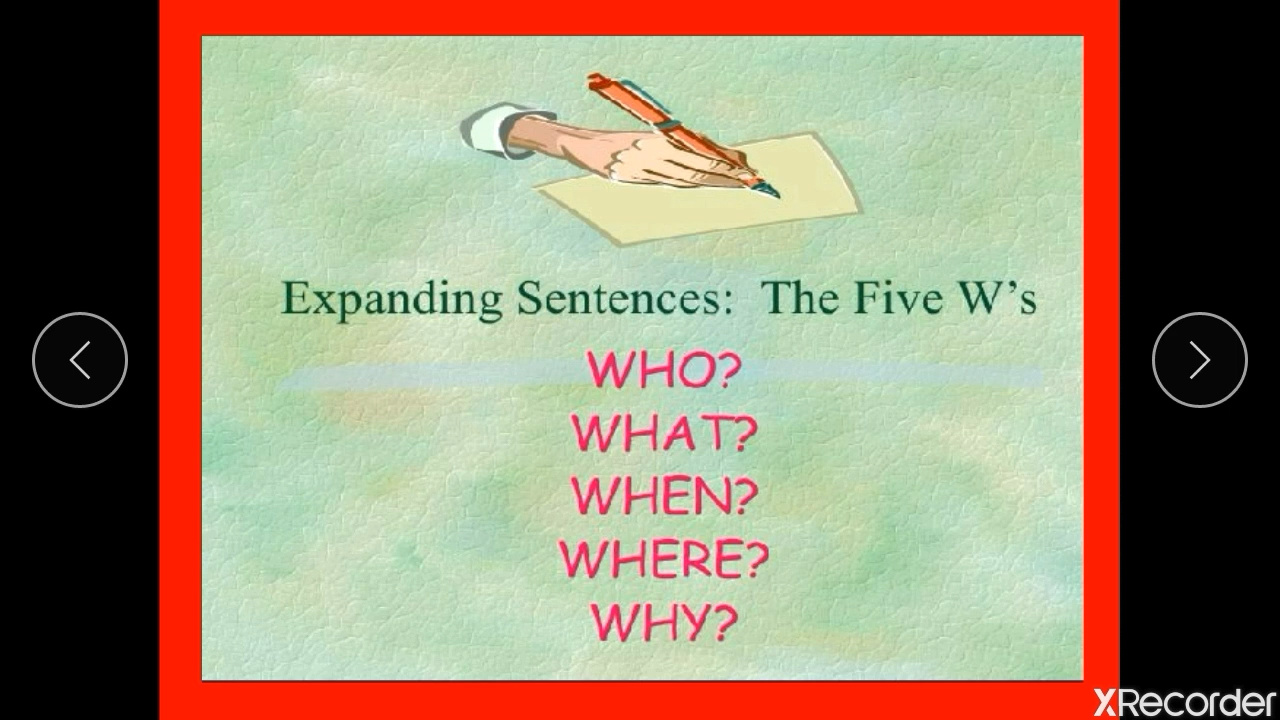 Expanding Sentences: The Five W's
WHO?
WHAT?
WHEN?
WHERE?
WHY?
XRecorder